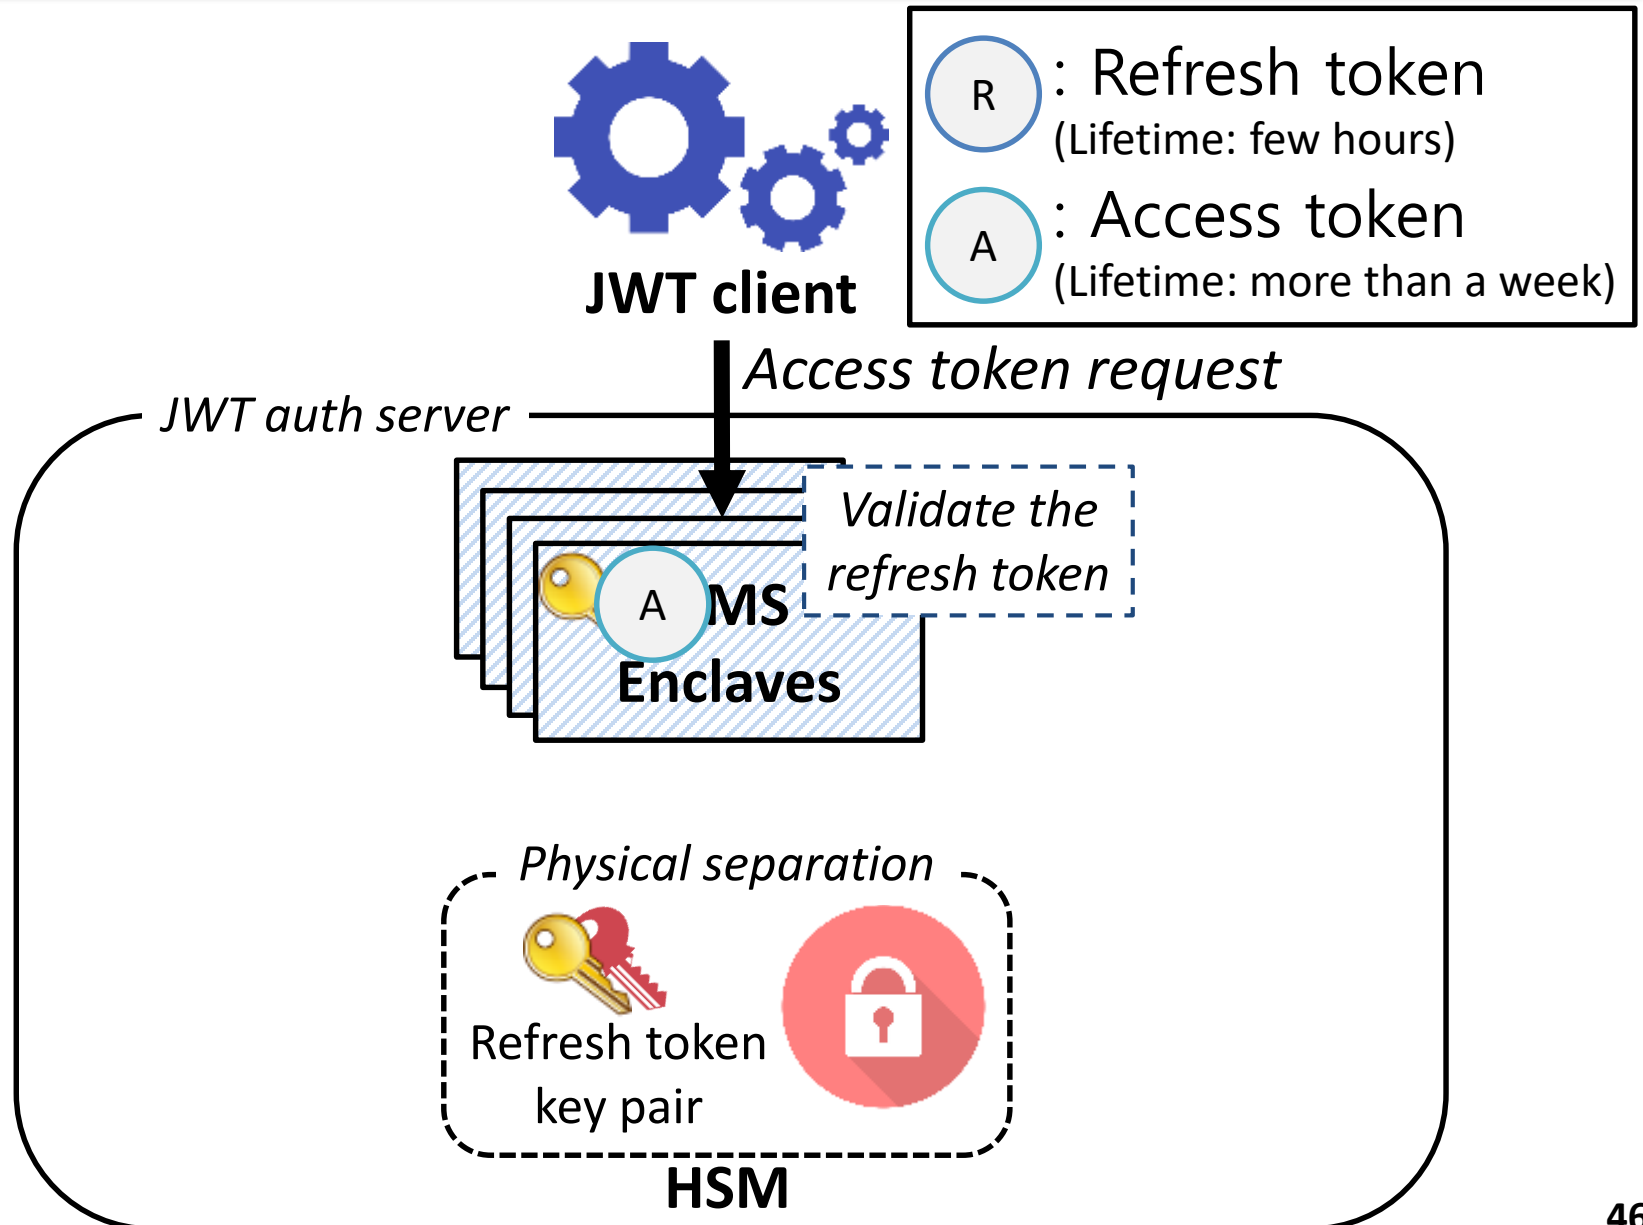 R : Refresh token
(Lifetime: few hours)
A : Access token
(Lifetime: more than a week)
JWT client
Access token request
JWT auth server
Validate the
refresh token
A MS
Enclaves
Physical separation
Refresh token
key pair
HSM
46